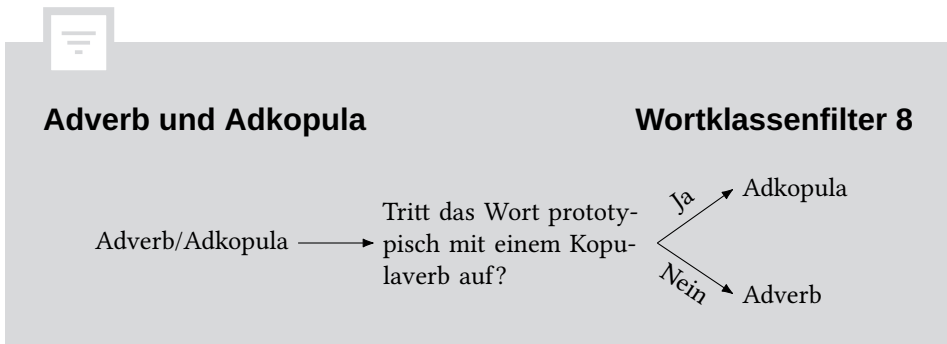 Adverb und Adkopula
Wortklassenfilter 8
Adverb/Adkopula
Tritt das Wort prototy-
pisch mit einem Kopu-
laverb auf?
Ja
Adkopula
Nein
Adverb